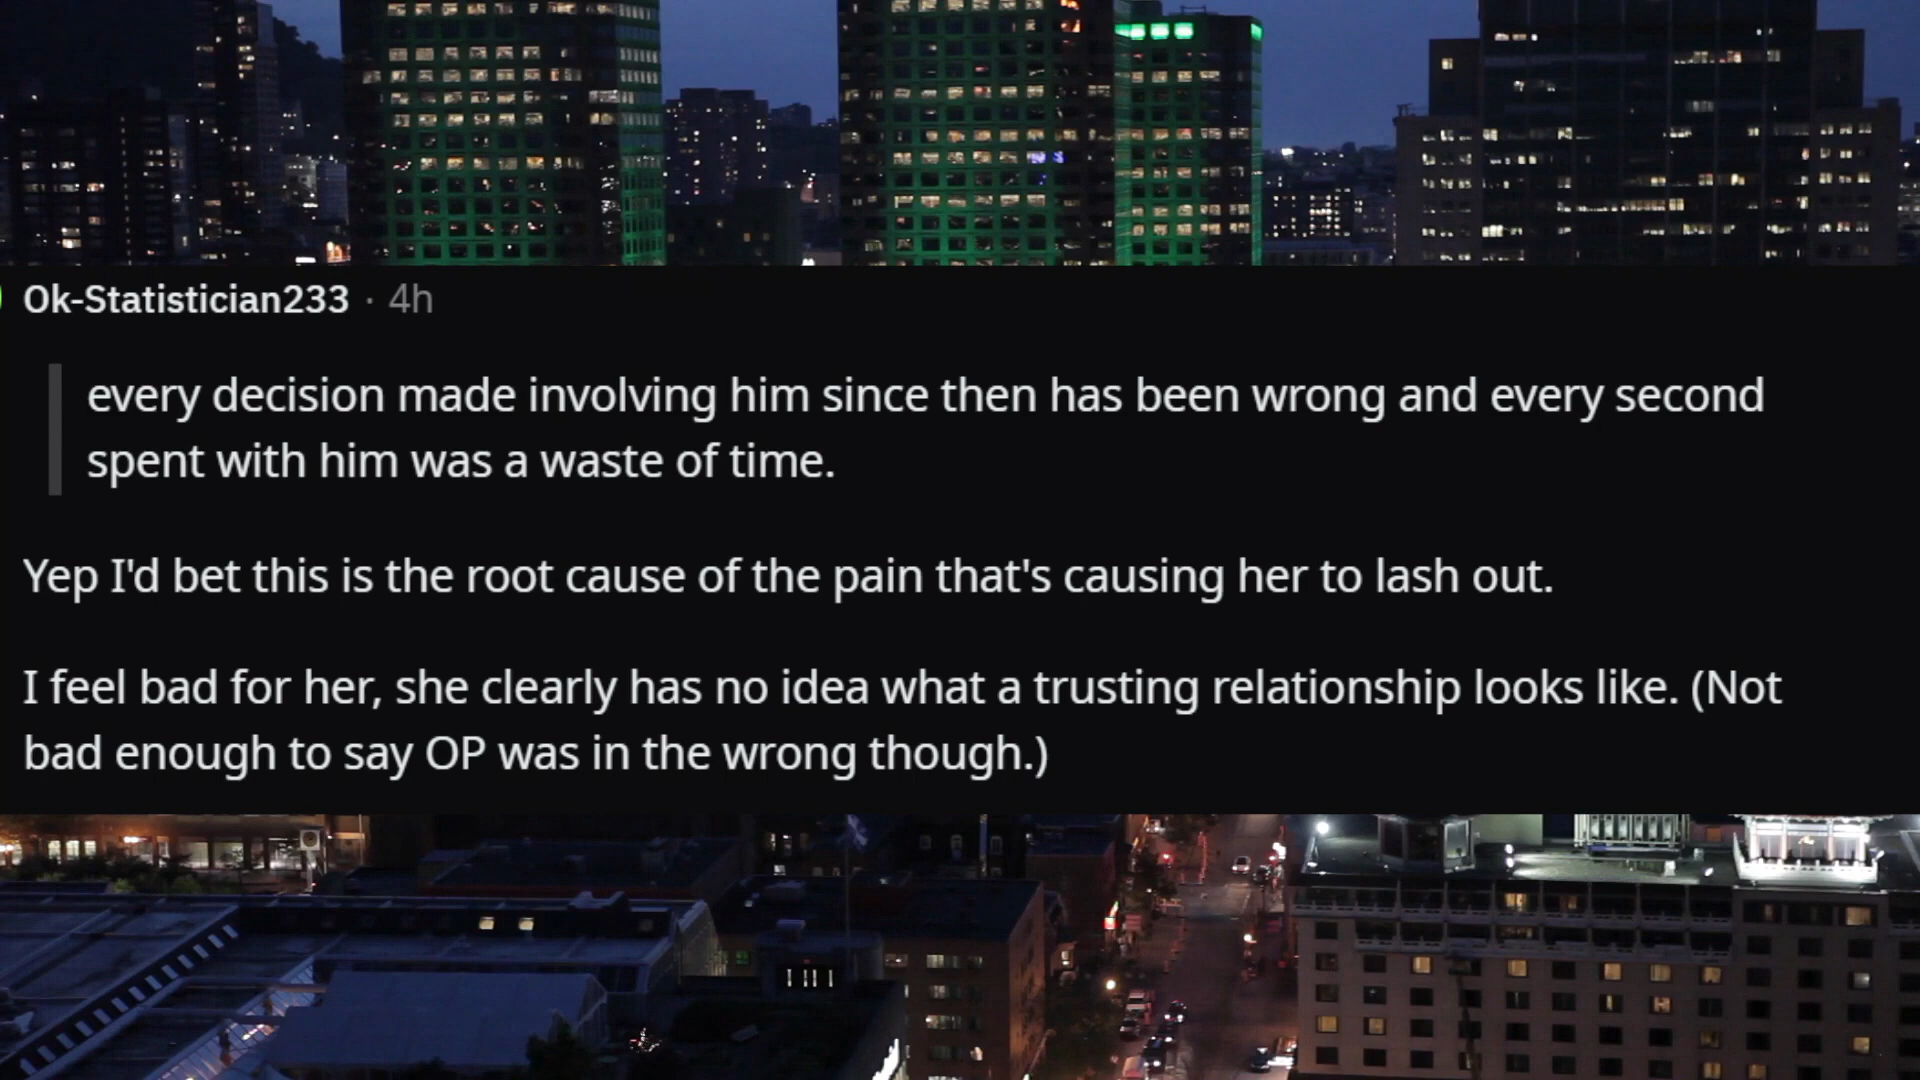 Ok-Statistician233 · 4h
every decision made involving him since then has been wrong and every second
spent with him was a waste of time.
Yep I'd bet this is the root cause of the pain that's causing her to lash out.
I feel bad for her, she clearly has no idea what a trusting relationship looks like. (Not
bad enough to say OP was in the wrong though.)